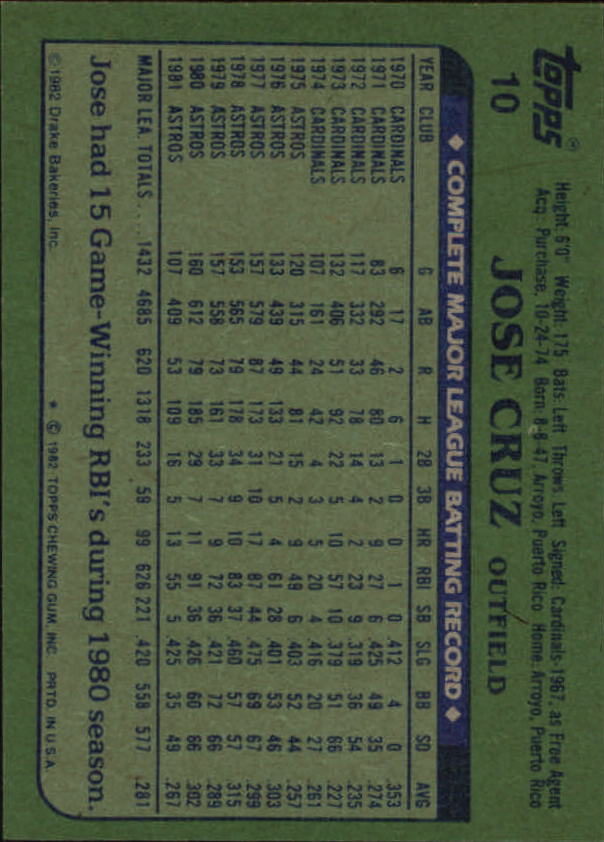 topps®
10
Height: 6'0" Weight: 175 Bats: Left Throws: Left Signed: Cardinals-1967, as Free Agent
Acq: Purchase, 10-24-74 Born: 8-8-47, Arroyo, Puerto Rico Home: Arroyo, Puerto Rico
JOSE CRUZ OUTFIELD
◆ COMPLETE MAJOR LEAGUE BATTING RECORD ◆
YEAR CLUB G AB R H 2B 3B HR RBI SB SLG BB SO AVG
1970 CARDINALS 6 17 2 6 1 0 0 1 0 .412 4 0 .353
1971 CARDINALS 83 292 46 80 13 2 9 27 6 .425 49 35 .274
1972 CARDINALS 117 332 33 78 14 4 2 23 9 .319 36 54 .235
1973 CARDINALS 132 406 51 92 22 5 10 57 10 .379 51 66 .227
1974 CARDINALS 107 161 24 42 4 3 5 20 4 .416 20 27 .261
1975 ASTROS 120 315 44 81 15 2 9 49 6 .403 52 44 .257
1976 ASTROS 133 439 49 133 21 5 4 61 28 .401 53 46 .303
1977 ASTROS 157 579 87 173 31 10 17 87 44 .475 69 67 .299
1978 ASTROS 153 565 79 178 34 9 10 83 37 .460 57 57 .315
1979 ASTROS 157 558 73 161 33 7 9 72 36 .421 72 66 .289
1980 ASTROS 160 612 79 185 29 7 11 91 36 .426 60 66 .302
1981 ASTROS 107 409 53 109 16 5 13 55 5 .425 35 49 .267
MAJOR LEA. TOTALS .... 1432 4685 620 1318 233 59 99 626 221 .420 558 577 .281
Jose had 15 Game-Winning RBI's during 1980 season.
©1982 Drake Bakeries, Inc. * © 1982 TOPPS CHEWING GUM, INC. PRTD. IN U.S.A.